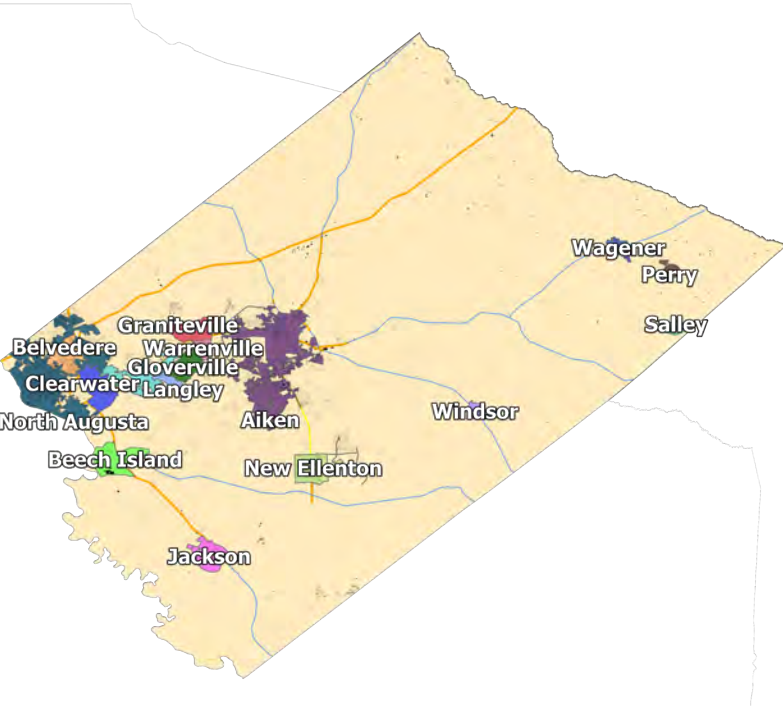 Wagener
Perry
Salley
Graniteville
Belvedere
Warrenville
Gloverville
Clearwater
Langley
North Augusta
Aiken
Windsor
Beech Island
New Ellenton
Jackson